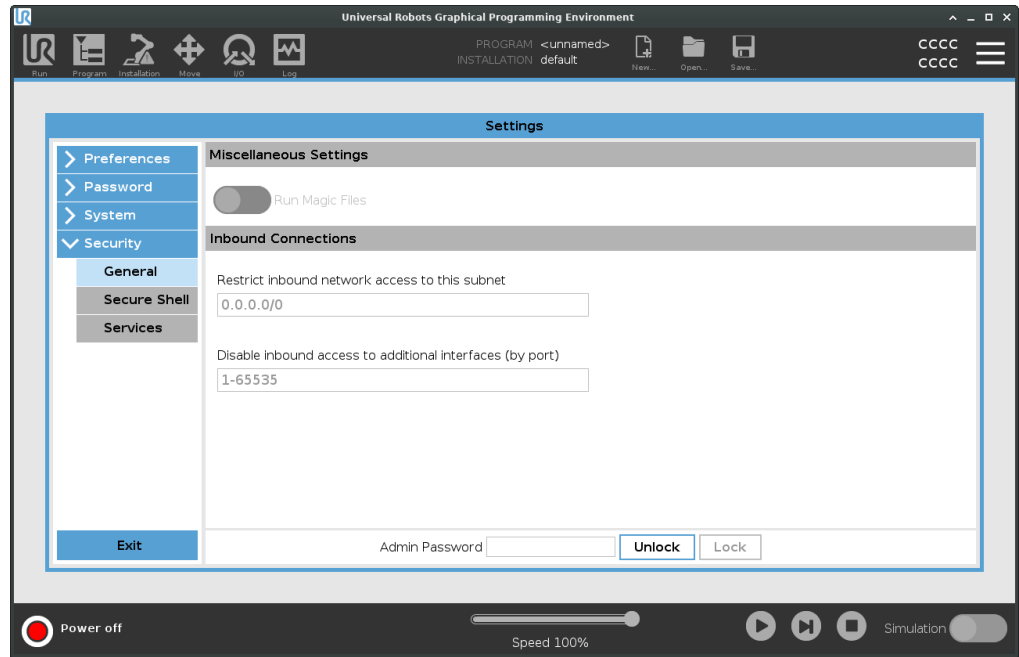 Universal Robots Graphical Programming Environment
UR
Run
Program
Installation
Move
I/O
Log
PROGRAM <unnamed>
INSTALLATION default
New...
Open...
Save...
CCCC
CCCC
Settings
Preferences
Password
System
Security
General
Secure Shell
Services
Exit
Miscellaneous Settings
Run Magic Files
Inbound Connections
Restrict inbound network access to this subnet
0.0.0.0/0
Disable inbound access to additional interfaces (by port)
1-65535
Admin Password
Unlock
Lock
Power off
Speed 100%
Simulation